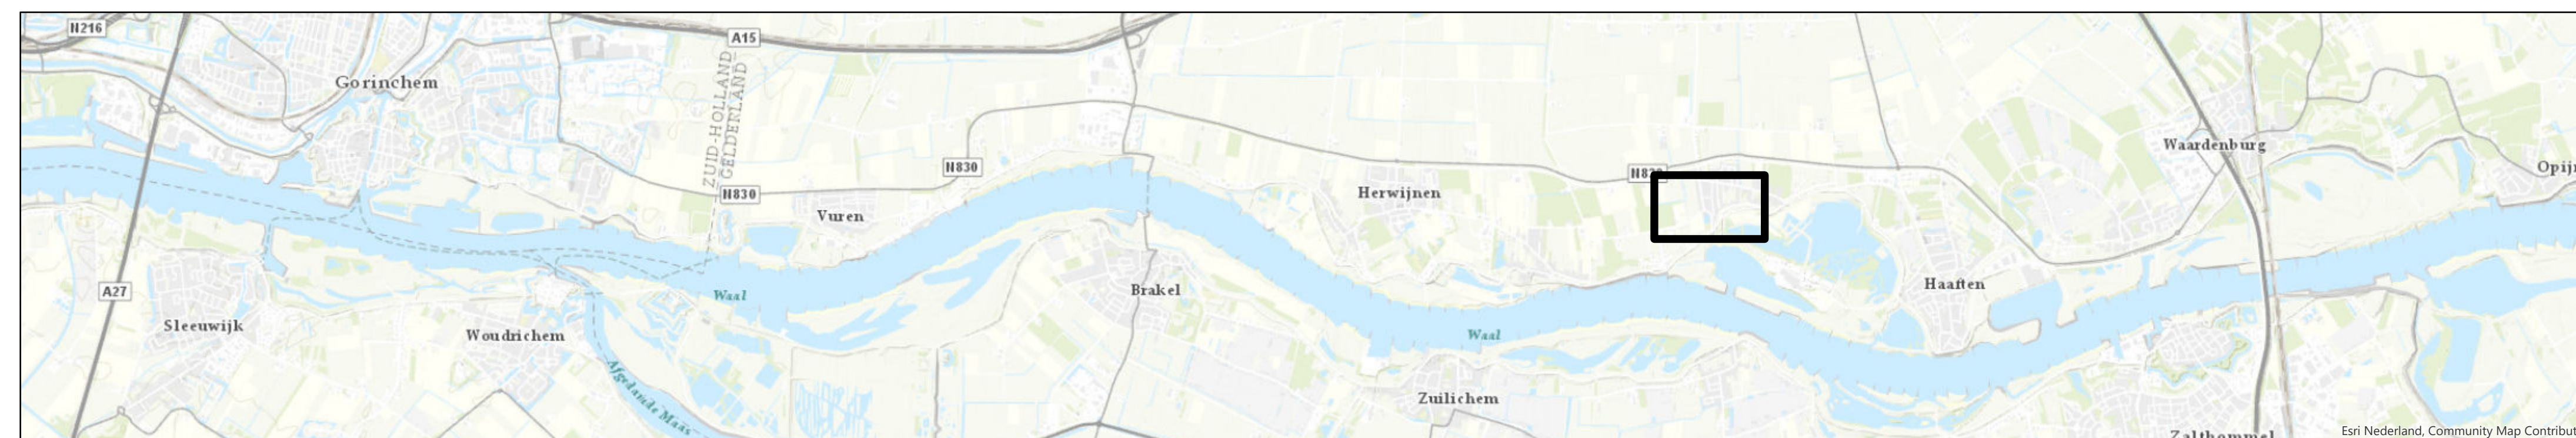 N216
A15
Gorinchem
ZUID-HOLLAND
GELDERLAND
Waardenburg
N830
N830
Vuren
Herwijnen
A27
Waal
Brakel
Haaften
Sleeuwijk
Woudrichem
Waal
Afgedamde Maas
Zuilichem
Esri Nederland, Community Map Contribut